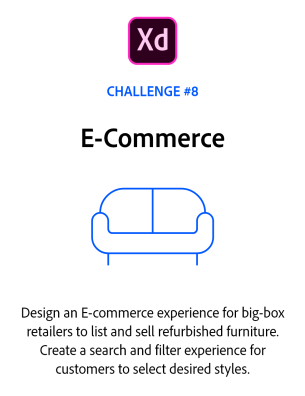 Xd
CHALLENGE #8
E-Commerce
Design an E-commerce experience for big-box
retailers to list and sell refurbished furniture.
Create a search and filter experience for
customers to select desired styles.